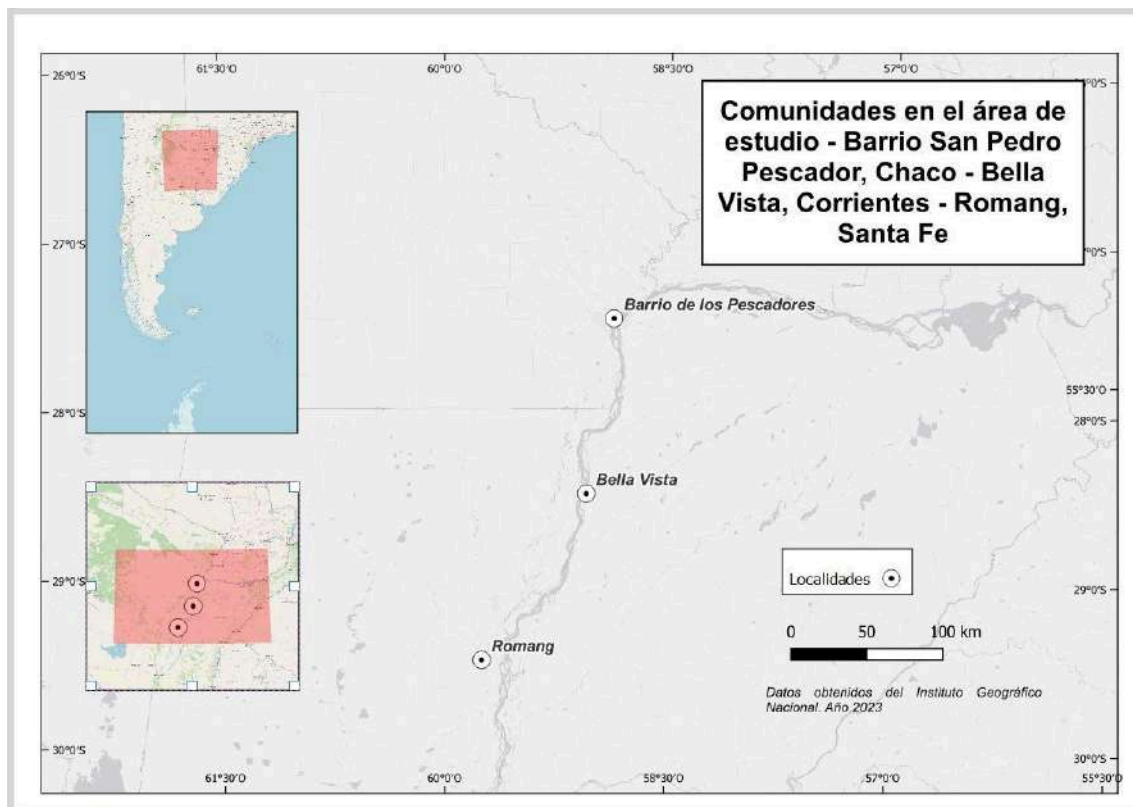 61°30'O 60°0'O 58°30'O 57°0'O
26°0'S
Comunidades en el área de
estudio - Barrio San Pedro
Pescador, Chaco - Bella
Vista, Corrientes - Romang,
Santa Fe
27°0'S
Barrio de los Pescadores
55°30'O
28°0'S 28°0'S
Bella Vista
Localidades
29°0'S 29°0'S
0 50 100 km
Romang
Datos obtenidos del Instituto Geográfico
Nacional. Año 2023
30°0'S 30°0'S
61°30'O 60°0'O 58°30'O 57°0'O 55°30'O